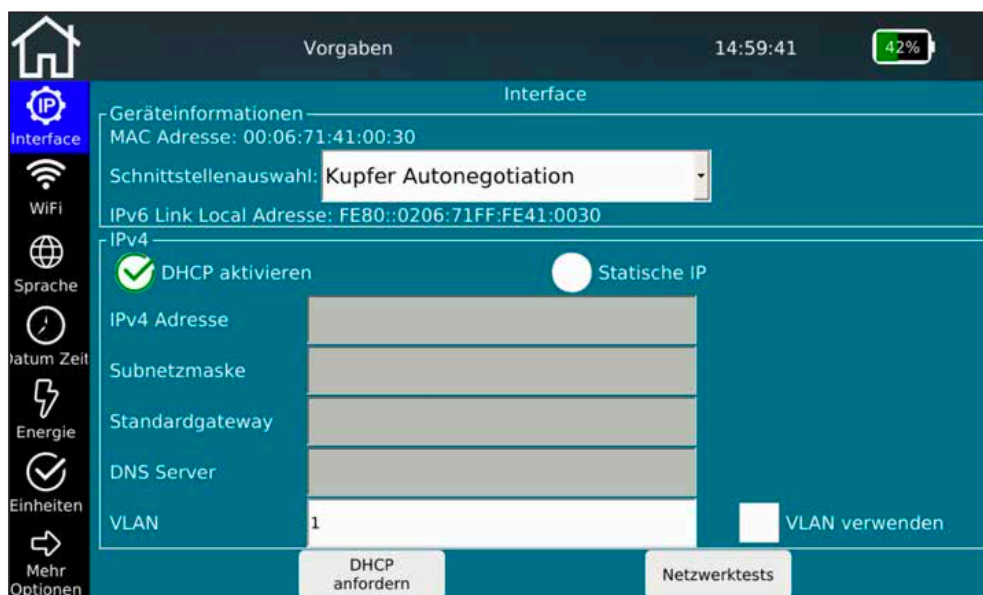 Vorgaben 14:59:41 42%
IP
Interface
WiFi
Sprache
Datum Zeit
Energie
Einheiten
Mehr
Optionen
Interface
Geräteinformationen
MAC Adresse: 00:06:71:41:00:30
Schnittstellenauswahl: Kupfer Autonegotiation
IPv6 Link Local Adresse: FE80::0206:71FF:FE41:0030
IPv4
DHCP aktivieren Statische IP
IPv4 Adresse
Subnetzmaske
Standardgateway
DNS Server
VLAN 1 VLAN verwenden
DHCP
anfordern
Netzwerktests